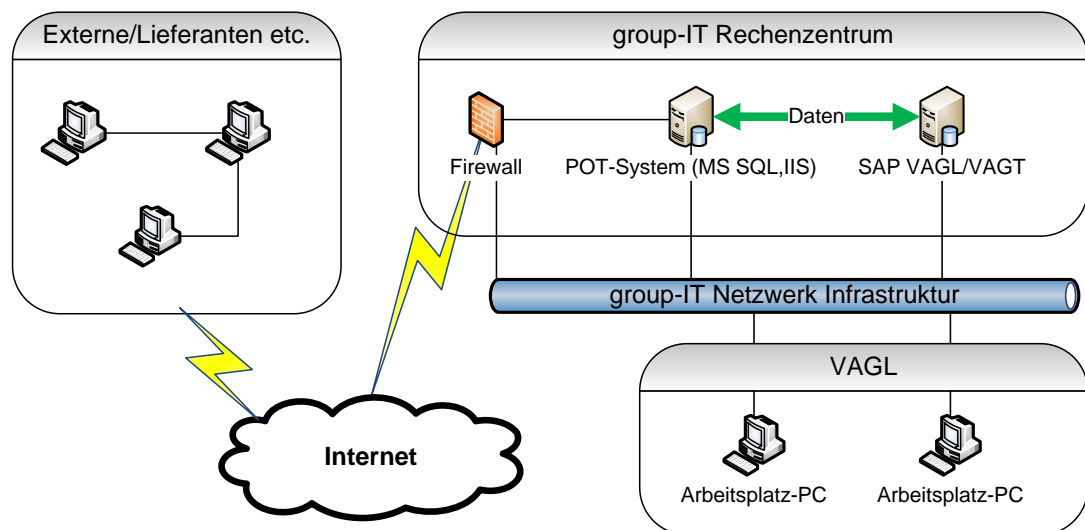 Externe/Lieferanten etc.
group-IT Rechenzentrum
Daten
Firewall
POT-System (MS SQL,IIS)
SAP VAGL/VAGT
group-IT Netzwerk Infrastruktur
VAGL
Internet
Arbeitsplatz-PC
Arbeitsplatz-PC